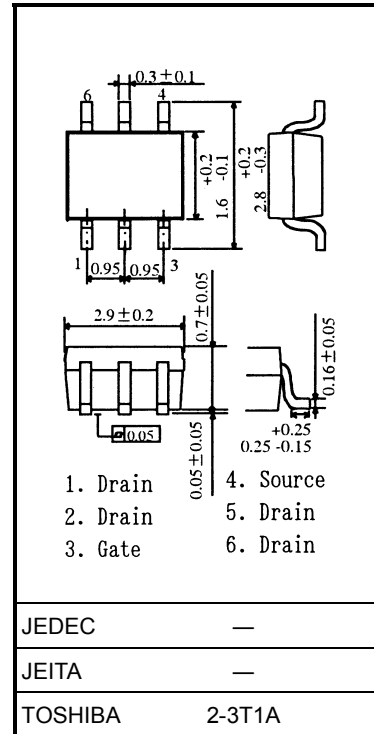 0.3±0.1
6 4
+0.2
1.6 -0.1
+0.2
2.8 -0.3
1 0.95 0.95 3
2.9±0.2
0.7±0.05
0.16±0.05
0.05
0.05±0.05
+0.25
0.25 -0.15
1. Drain
2. Drain
3. Gate
4. Source
5. Drain
6. Drain
JEDEC —
JEITA —
TOSHIBA 2-3T1A